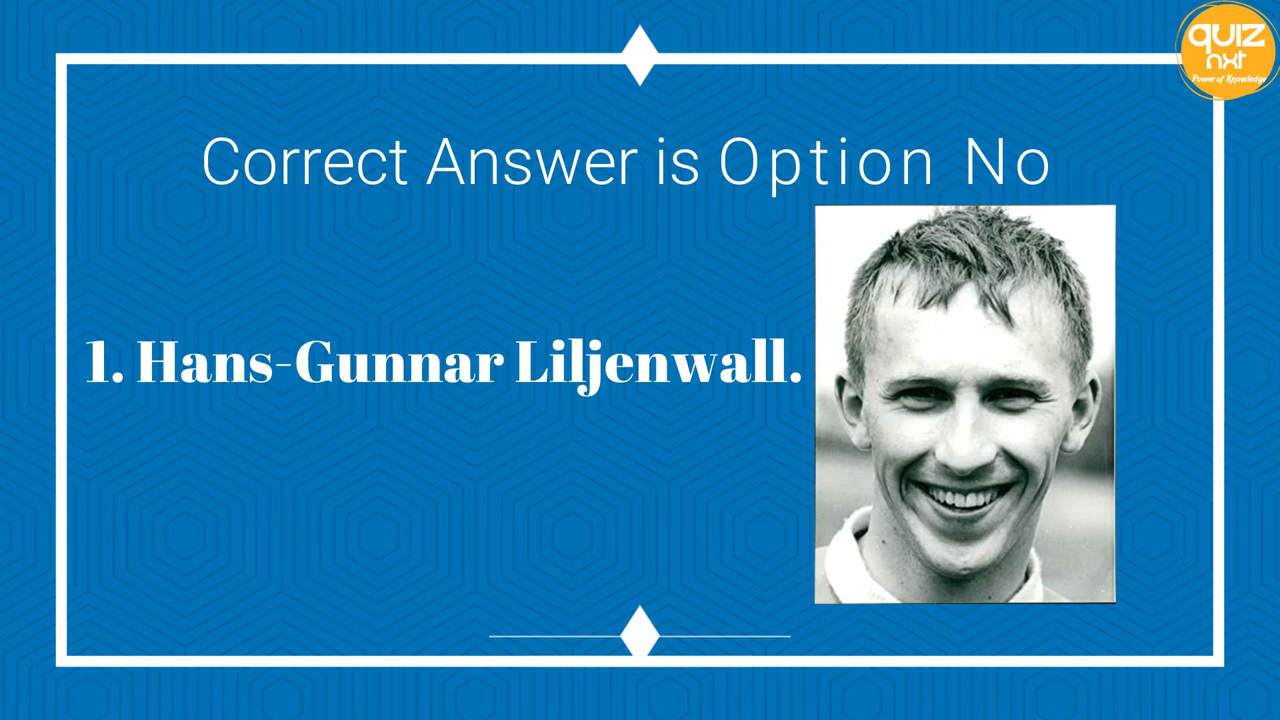 quiz
nxt
Power of Knowledge
Correct Answer is Option No
1. Hans-Gunnar Liljenwall.